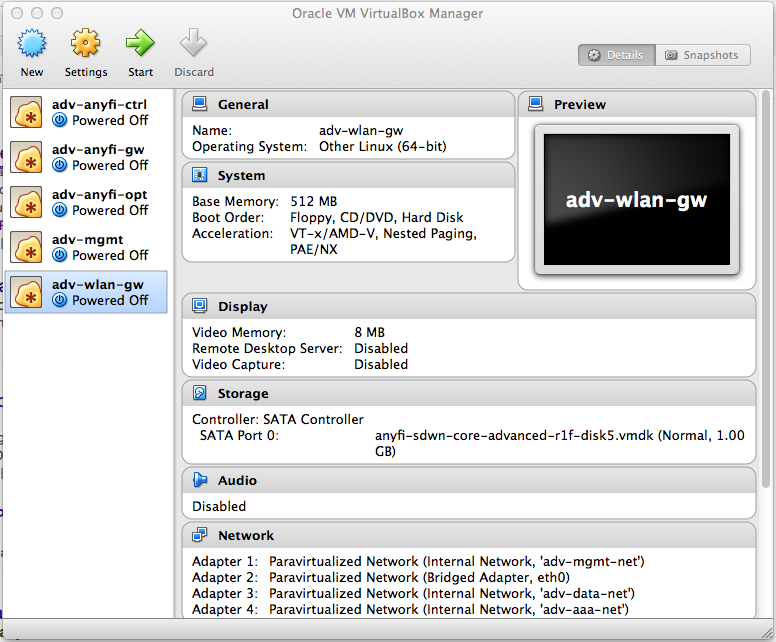 Oracle VM VirtualBox Manager
New
Settings
Start
Discard
Details
Snapshots
adv-anyfi-ctrl
Powered Off
adv-anyfi-gw
Powered Off
adv-anyfi-opt
Powered Off
adv-mgmt
Powered Off
adv-wlan-gw
Powered Off
General
Name: adv-wlan-gw
Operating System: Other Linux (64-bit)
System
Base Memory: 512 MB
Boot Order: Floppy, CD/DVD, Hard Disk
Acceleration: VT-x/AMD-V, Nested Paging,
PAE/NX
Preview
adv-wlan-gw
Display
Video Memory: 8 MB
Remote Desktop Server: Disabled
Video Capture: Disabled
Storage
Controller: SATA Controller
SATA Port 0: anyfi-sdwn-core-advanced-r1f-disk5.vmdk (Normal, 1.00
GB)
Audio
Disabled
Network
Adapter 1: Paravirtualized Network (Internal Network, 'adv-mgmt-net')
Adapter 2: Paravirtualized Network (Bridged Adapter, eth0)
Adapter 3: Paravirtualized Network (Internal Network, 'adv-data-net')
Adapter 4: Paravirtualized Network (Internal Network, 'adv-aaa-net')